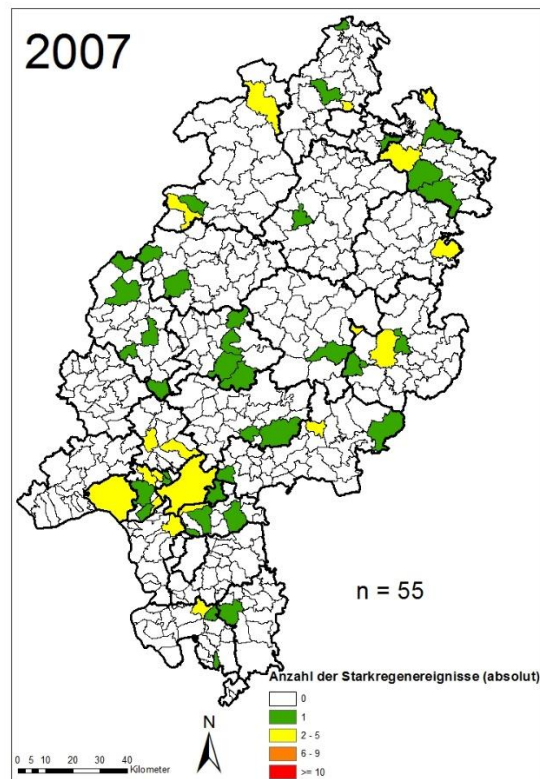 2007
n = 55
Anzahl der Starkregenereignisse (absolut)
0
1
2 - 5
6 - 9
>= 10
N
0 5 10 20 30 40
Kilometer